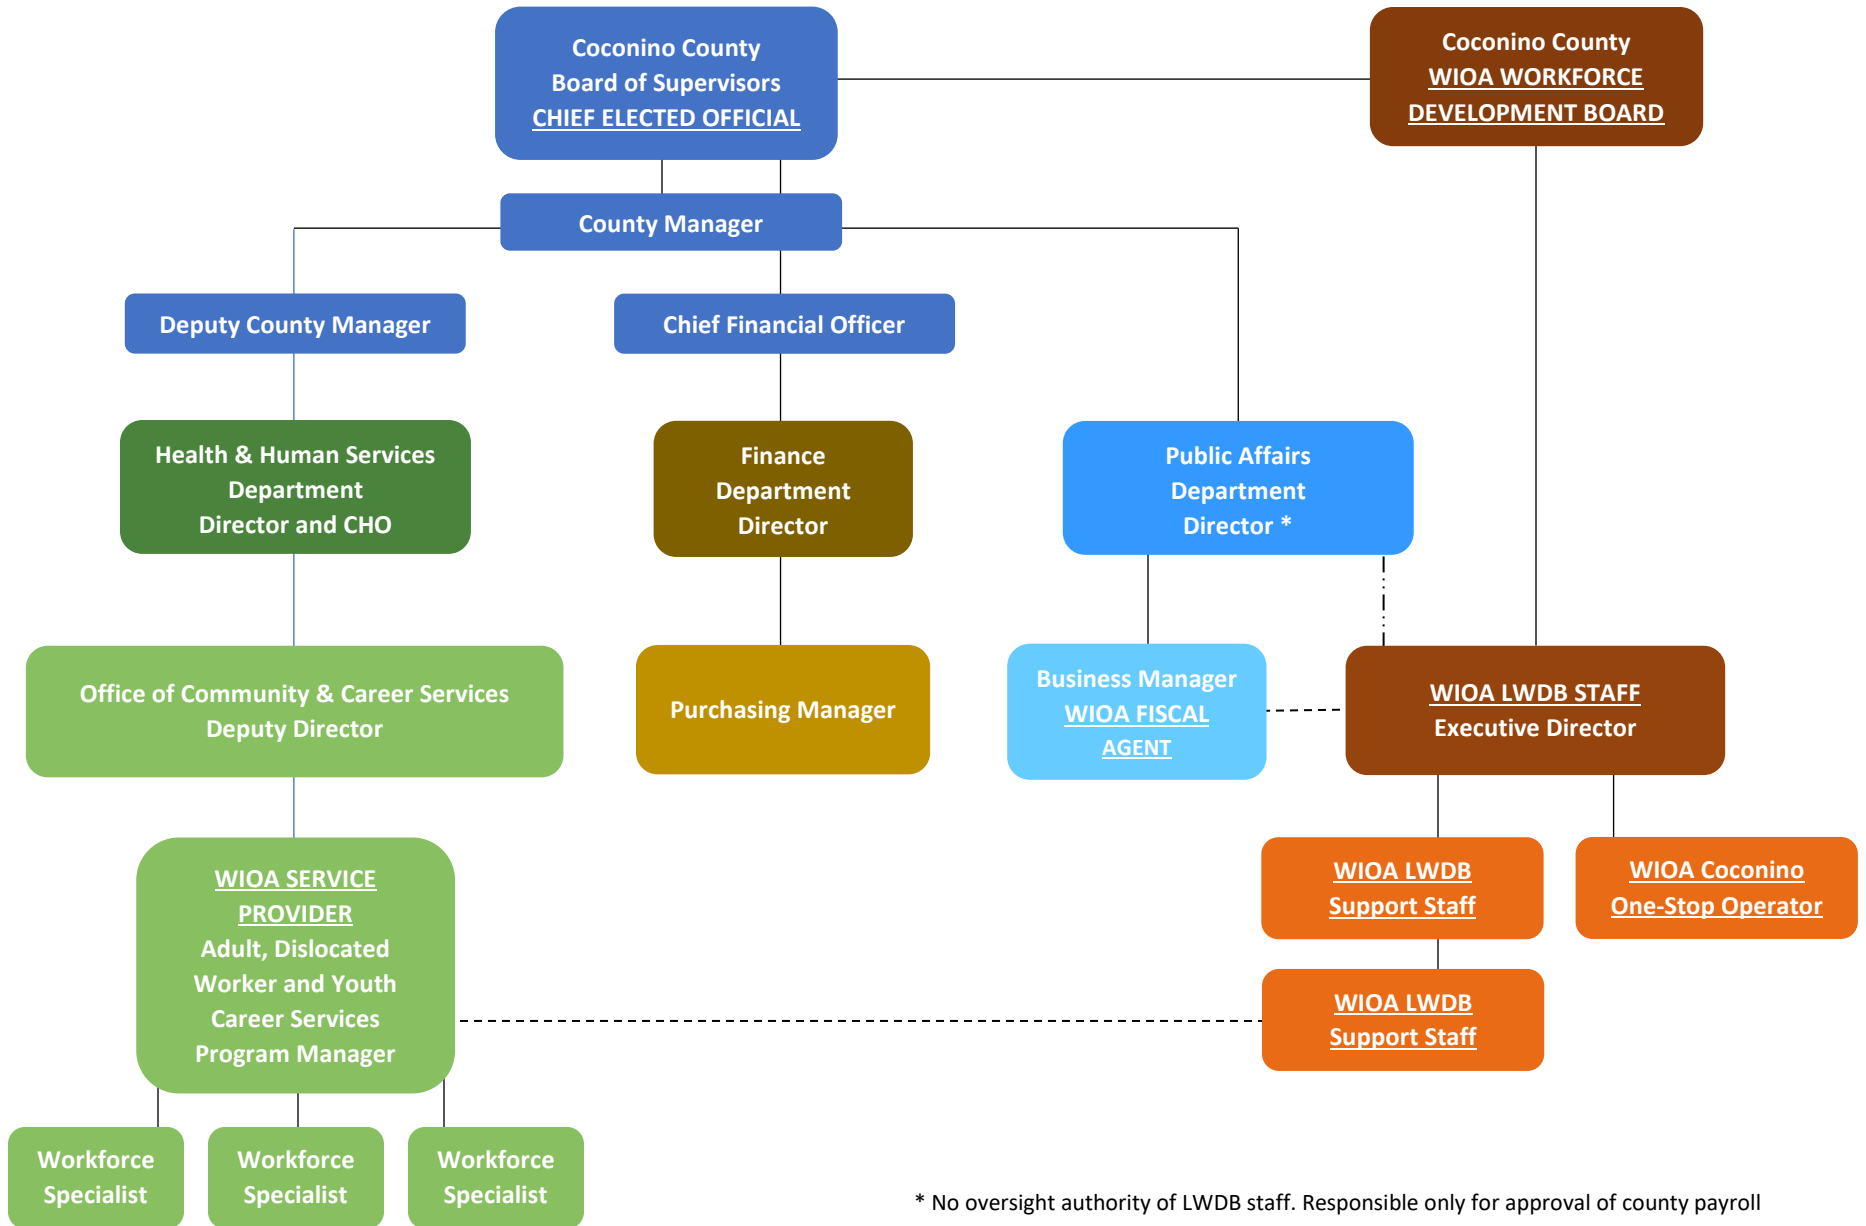 Coconino County
Board of Supervisors
CHIEF ELECTED OFFICIAL
Coconino County
WIOA WORKFORCE
DEVELOPMENT BOARD
County Manager
Deputy County Manager
Chief Financial Officer
Health & Human Services
Department
Director and CHO
Finance
Department
Director
Public Affairs
Department
Director *
Office of Community & Career Services
Deputy Director
Purchasing Manager
Business Manager
WIOA FISCAL
AGENT
WIOA LWDB STAFF
Executive Director
WIOA SERVICE
PROVIDER
Adult, Dislocated
Worker and Youth
Career Services
Program Manager
WIOA LWDB
Support Staff
WIOA Coconino
One-Stop Operator
WIOA LWDB
Support Staff
Workforce
Specialist
Workforce
Specialist
Workforce
Specialist
* No oversight authority of LWDB staff. Responsible only for approval of county payroll